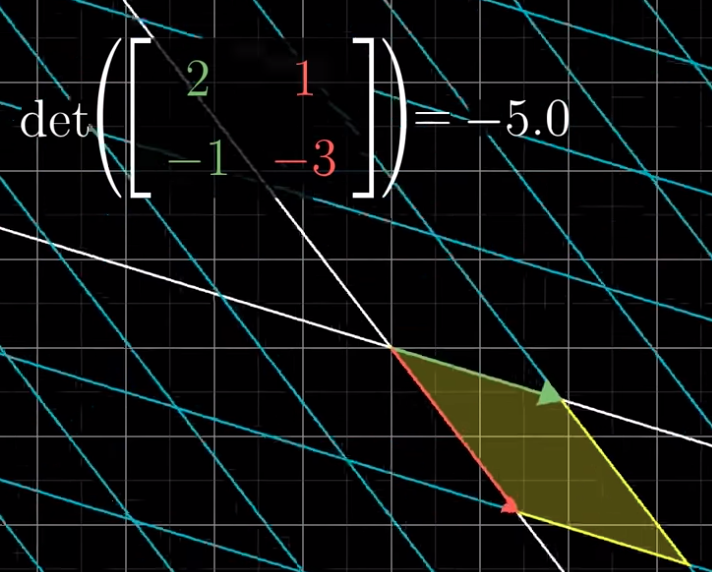 det([ 2 1
-1 -3 ]) = -5.0